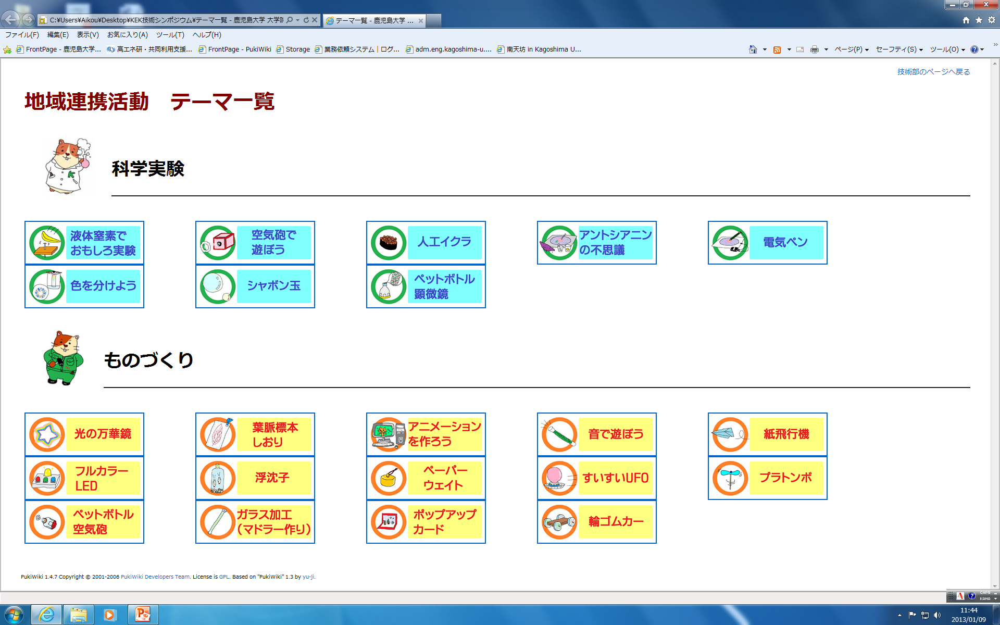 C:¥Users¥Aikou¥Desktop¥KEK技術シンポジウム¥テーマ一覧 - 鹿児島大学 大学院
テーマ一覧 - 鹿児島大学 ...
ファイル(F) 編集(E) 表示(V) お気に入り(A) ツール(T) ヘルプ(H)
FrontPage - 鹿児島大学... 高エネ研・共同利用支援... FrontPage - PukiWiki Storage 業務依頼システム | ログ... adm.eng.kagoshima-u.... 南天坊 in Kagoshima U... ページ(P) セーフティ(S) ツール(O)
技術部のページへ戻る
地域連携活動 テーマ一覧
科学実験
液体窒素で
おもしろ実験
空気砲で
遊ぼう
人工イクラ
アントシアニン
の不思議
電気ペン
色を分けよう
シャボン玉
ペットボトル
顕微鏡
ものづくり
光の万華鏡
葉脈標本
しおり
アニメーション
を作ろう
音で遊ぼう
紙飛行機
フルカラー
LED
浮沈子
ペーパー
ウェイト
すいすいUFO
プラトンボ
ペットボトル
空気砲
ガラス加工
(マドラー作り)
ポップアップ
カード
輪ゴムカー
PukiWiki 1.4.7 Copyright © 2001-2006 PukiWiki Developers Team. License is GPL. Based on "PukiWiki" 1.3 by yu-ji.
A CAPS
KANA
11:44
2013/01/09